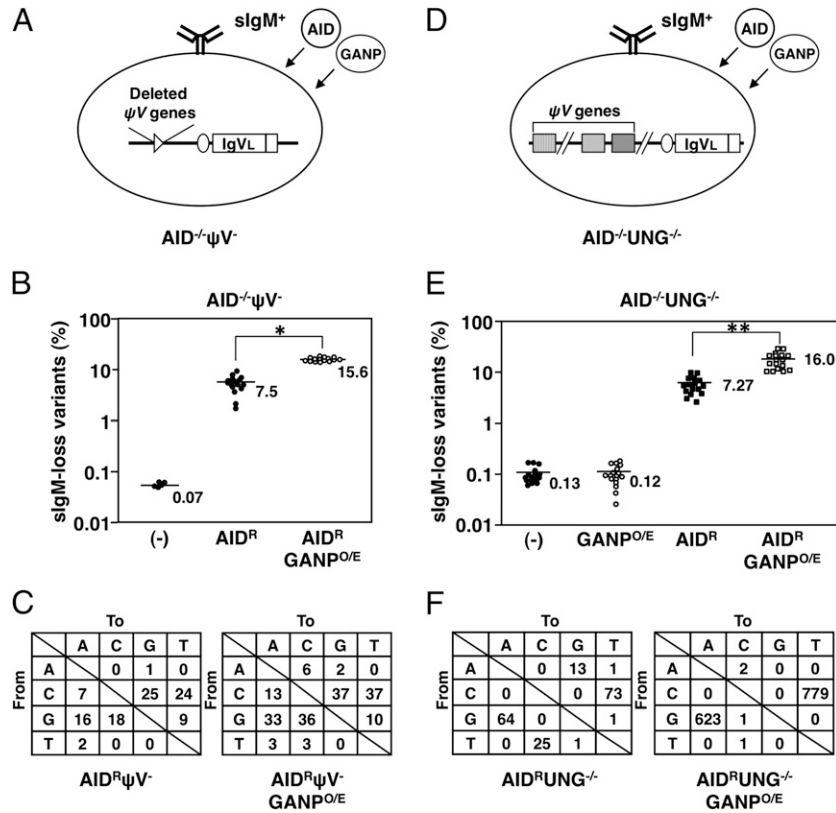 A
sIgM+
AID
GANP
Deleted
ψV genes
IgVL
AID-/-ψV-
D
sIgM+
AID
GANP
ψV genes
IgVL
AID-/-UNG-/-
B
AID-/-ψV-
sIgM-loss variants (%)
100
10
1
0.1
0.01
*
0.07
7.5
15.6
(-)
AIDR
AIDR
GANPO/E
E
AID-/-UNG-/-
sIgM-loss variants (%)
100
10
1
0.1
0.01
**
0.13
0.12
7.27
16.0
(-)
GANPO/E
AIDR
AIDR
GANPO/E
C
To
From
A C G T
A 0 1 0
C 7 25 24
G 16 18 9
T 2 0 0
AIDRψV-
From
A C G T
A 6 2 0
C 13 37 37
G 33 36 10
T 3 3 0
AIDRψV-
GANPO/E
F
To
From
A C G T
A 0 13 1
C 0 0 73
G 64 0 1
T 0 25 1
AIDRUNG-/-
From
A C G T
A 2 0 0
C 0 0 779
G 623 1 0
T 0 1 0
AIDRUNG-/-
GANPO/E